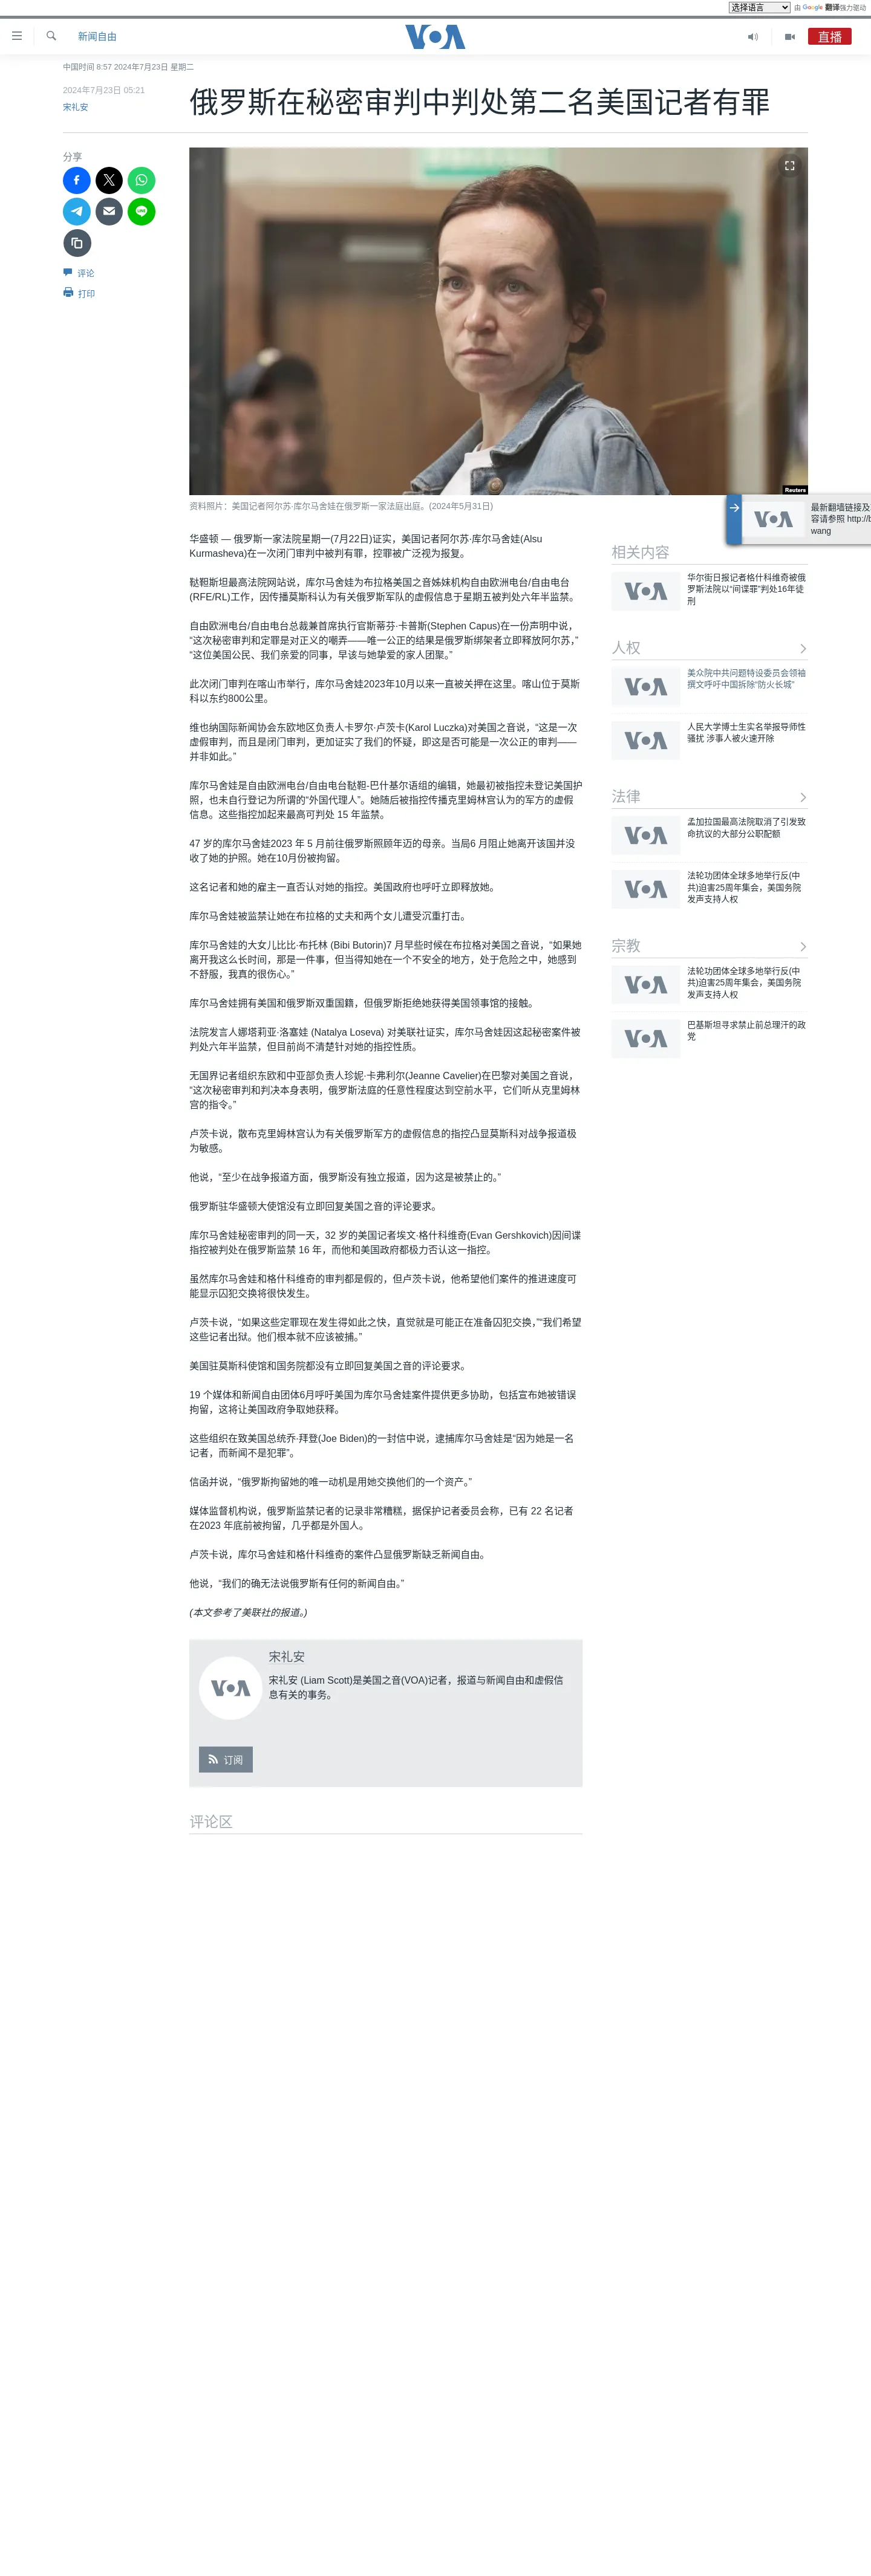 选择语言
由 Google 翻译强力驱动
新闻自由
VOA
直播
中国时间 8:57 2024年7月23日 星期二
2024年7月23日 05:21
宋礼安
俄罗斯在秘密审判中判处第二名美国记者有罪
分享
评论
打印
Reuters
资料照片：美国记者阿尔苏·库尔马舍娃在俄罗斯一家法庭出庭。(2024年5月31日)
最新翻墙链接及
容请参照 http://b
wang
华盛顿 — 俄罗斯一家法院星期一(7月22日)证实，美国记者阿尔苏·库尔马舍娃(Alsu
Kurmasheva)在一次闭门审判中被判有罪，控罪被广泛视为报复。
鞑靼斯坦最高法院网站说，库尔马舍娃为布拉格美国之音姊妹机构自由欧洲电台/自由电台
(RFE/RL)工作，因传播莫斯科认为有关俄罗斯军队的虚假信息于星期五被判处六年半监禁。
自由欧洲电台/自由电台总裁兼首席执行官斯蒂芬·卡普斯(Stephen Capus)在一份声明中说，
“这次秘密审判和定罪是对正义的嘲弄——唯一公正的结果是俄罗斯绑架者立即释放阿尔苏，”
“这位美国公民、我们亲爱的同事，早该与她挚爱的家人团聚。”
此次闭门审判在喀山市举行，库尔马舍娃2023年10月以来一直被关押在这里。喀山位于莫斯
科以东约800公里。
维也纳国际新闻协会东欧地区负责人卡罗尔·卢茨卡(Karol Luczka)对美国之音说，“这是一次
虚假审判，而且是闭门审判，更加证实了我们的怀疑，即这是否可能是一次公正的审判——
并非如此。”
库尔马舍娃是自由欧洲电台/自由电台鞑靼-巴什基尔语组的编辑，她最初被指控未登记美国护
照，也未自行登记为所谓的“外国代理人”。她随后被指控传播克里姆林宫认为的军方的虚假
信息。这些指控加起来最高可判处 15 年监禁。
47 岁的库尔马舍娃2023 年 5 月前往俄罗斯照顾年迈的母亲。当局6 月阻止她离开该国并没
收了她的护照。她在10月份被拘留。
这名记者和她的雇主一直否认对她的指控。美国政府也呼吁立即释放她。
库尔马舍娃被监禁让她在布拉格的丈夫和两个女儿遭受沉重打击。
库尔马舍娃的大女儿比比·布托林 (Bibi Butorin)7 月早些时候在布拉格对美国之音说，“如果她
离开我这么长时间，那是一件事，但当得知她在一个不安全的地方，处于危险之中，她感到
不舒服，我真的很伤心。”
库尔马舍娃拥有美国和俄罗斯双重国籍，但俄罗斯拒绝她获得美国领事馆的接触。
法院发言人娜塔莉亚·洛塞娃 (Natalya Loseva) 对美联社证实，库尔马舍娃因这起秘密案件被
判处六年半监禁，但目前尚不清楚针对她的指控性质。
无国界记者组织东欧和中亚部负责人珍妮·卡弗利尔(Jeanne Cavelier)在巴黎对美国之音说，
“这次秘密审判和判决本身表明，俄罗斯法庭的任意性程度达到空前水平，它们听从克里姆林
宫的指令。”
卢茨卡说，散布克里姆林宫认为有关俄罗斯军方的虚假信息的指控凸显莫斯科对战争报道极
为敏感。
他说，“至少在战争报道方面，俄罗斯没有独立报道，因为这是被禁止的。”
俄罗斯驻华盛顿大使馆没有立即回复美国之音的评论要求。
库尔马舍娃秘密审判的同一天，32 岁的美国记者埃文·格什科维奇(Evan Gershkovich)因间谍
指控被判处在俄罗斯监禁 16 年，而他和美国政府都极力否认这一指控。
虽然库尔马舍娃和格什科维奇的审判都是假的，但卢茨卡说，他希望他们案件的推进速度可
能显示囚犯交换将很快发生。
卢茨卡说，“如果这些定罪现在发生得如此之快，直觉就是可能正在准备囚犯交换，”“我们希望
这些记者出狱。他们根本就不应该被捕。”
美国驻莫斯科使馆和国务院都没有立即回复美国之音的评论要求。
19 个媒体和新闻自由团体6月呼吁美国为库尔马舍娃案件提供更多协助，包括宣布她被错误
拘留，这将让美国政府争取她获释。
这些组织在致美国总统乔·拜登(Joe Biden)的一封信中说，逮捕库尔马舍娃是“因为她是一名
记者，而新闻不是犯罪”。
信函并说，“俄罗斯拘留她的唯一动机是用她交换他们的一个资产。”
媒体监督机构说，俄罗斯监禁记者的记录非常糟糕，据保护记者委员会称，已有 22 名记者
在2023 年底前被拘留，几乎都是外国人。
卢茨卡说，库尔马舍娃和格什科维奇的案件凸显俄罗斯缺乏新闻自由。
他说，“我们的确无法说俄罗斯有任何的新闻自由。”
(本文参考了美联社的报道。)
VOA
宋礼安
宋礼安 (Liam Scott)是美国之音(VOA)记者，报道与新闻自由和虚假信
息有关的事务。
订阅
评论区
相关内容
华尔街日报记者格什科维奇被俄
罗斯法院以“间谍罪”判处16年徒
刑
人权
美众院中共问题特设委员会领袖
撰文呼吁中国拆除“防火长城”
人民大学博士生实名举报导师性
骚扰 涉事人被火速开除
法律
孟加拉国最高法院取消了引发致
命抗议的大部分公职配额
法轮功团体全球多地举行反(中
共)迫害25周年集会，美国务院
发声支持人权
宗教
法轮功团体全球多地举行反(中
共)迫害25周年集会，美国务院
发声支持人权
巴基斯坦寻求禁止前总理汗的政
党